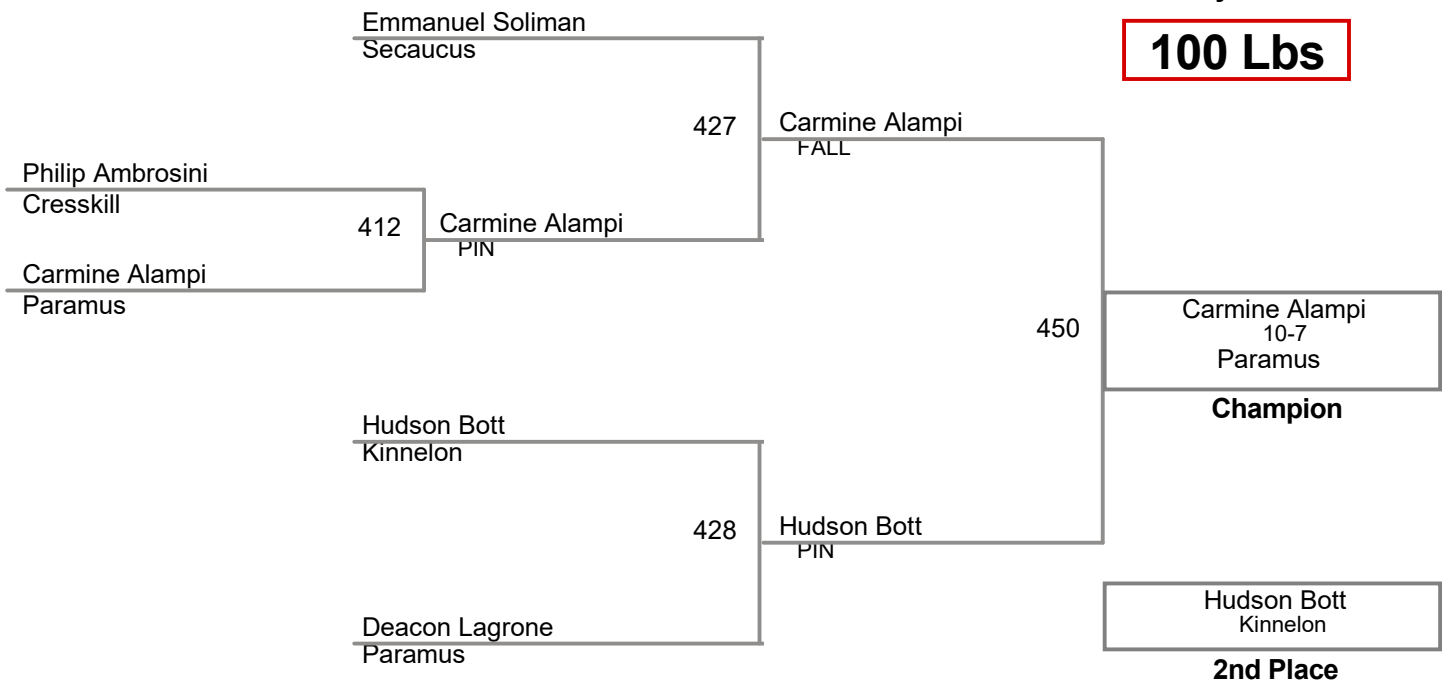 100 Lbs
Emmanuel Soliman
Secaucus
427
Carmine Alampi
FALL
Philip Ambrosini
Cresskill
412
Carmine Alampi
PIN
Carmine Alampi
Paramus
450
Carmine Alampi
10-7
Paramus
Champion
Hudson Bott
Kinnelon
428
Hudson Bott
PIN
Deacon Lagrone
Paramus
Hudson Bott
Kinnelon
2nd Place